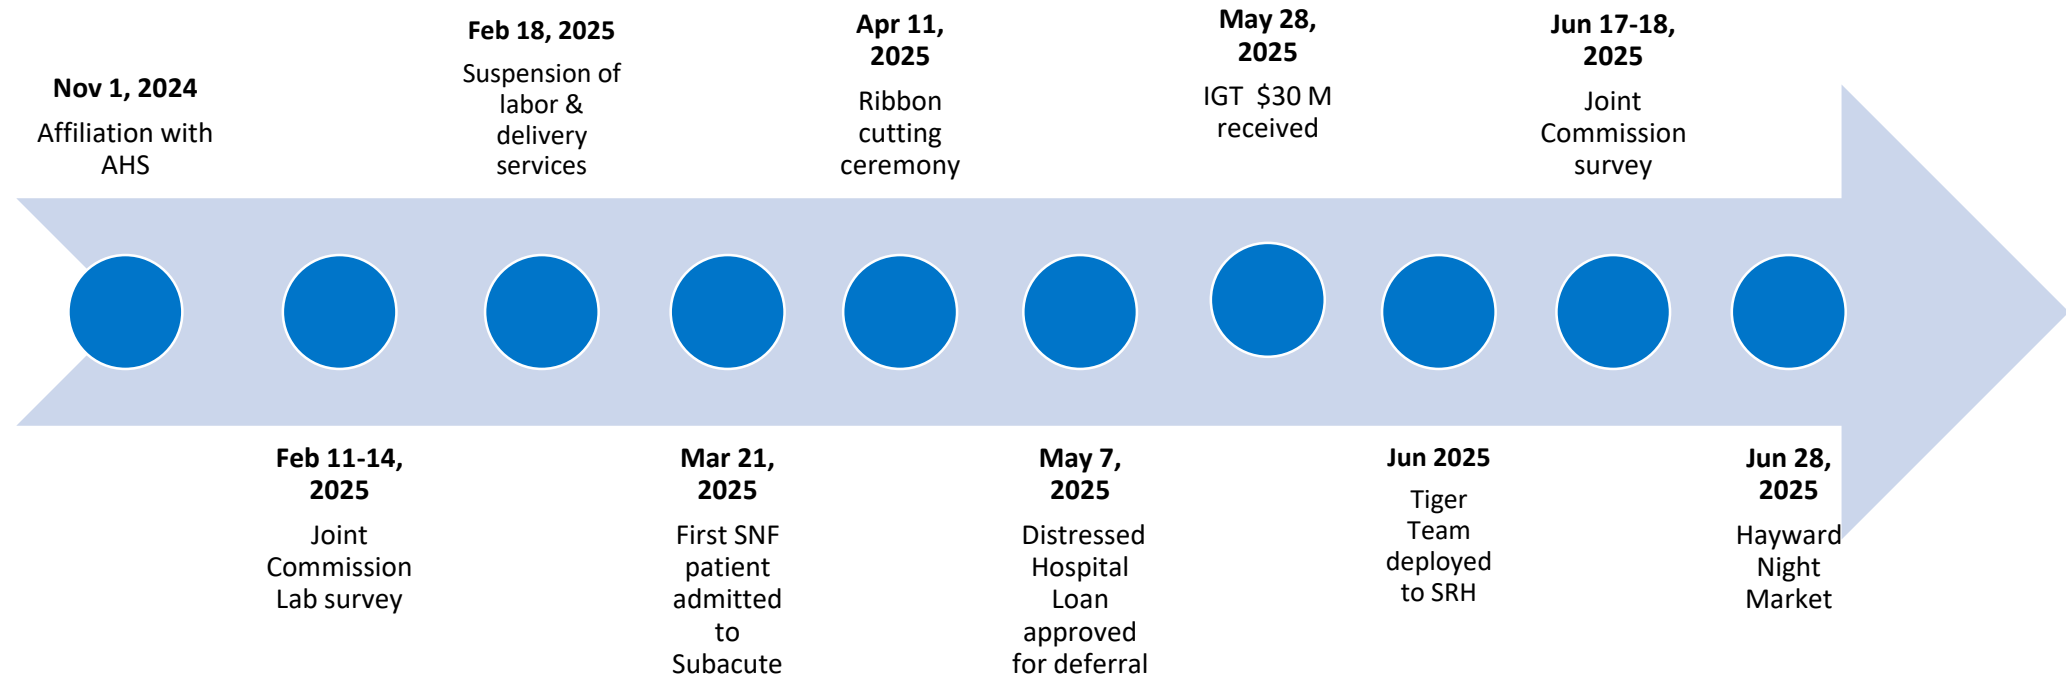 Nov 1, 2024
Affiliation with
AHS
Feb 11-14,
2025
Joint
Commission
Lab survey
Feb 18, 2025
Suspension of
labor &
delivery
services
Mar 21,
2025
First SNF
patient
admitted
to
Subacute
Apr 11,
2025
Ribbon
cutting
ceremony
May 7,
2025
Distressed
Hospital
Loan
approved
for deferral
May 28,
2025
IGT $30 M
received
Jun 2025
Tiger
Team
deployed
to SRH
Jun 17-18,
2025
Joint
Commission
survey
Jun 28,
2025
Hayward
Night
Market